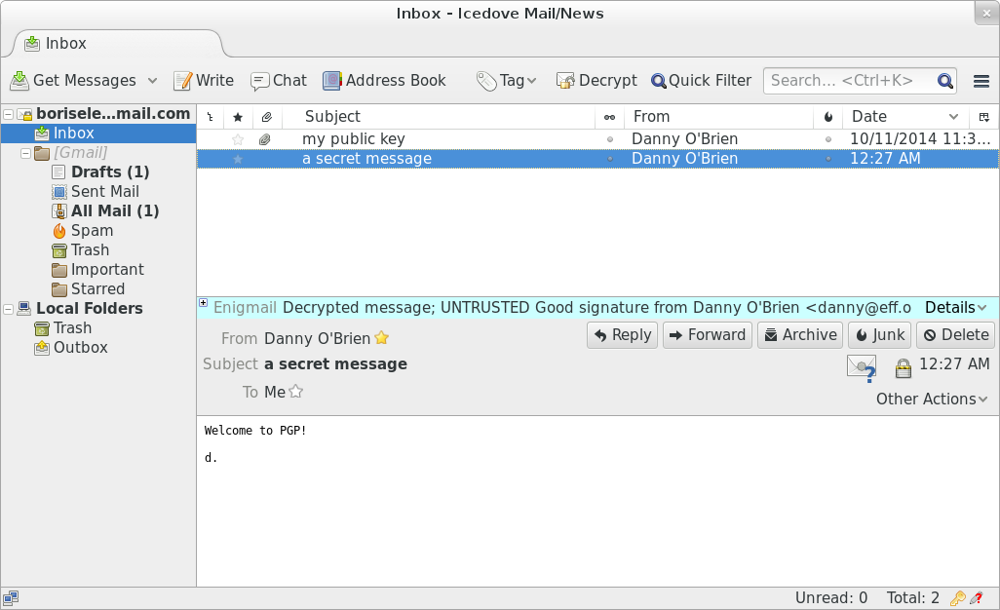 Inbox - Icedove Mail/News
Inbox
Get Messages Write Chat Address Book Tag Decrypt Quick Filter Search... <Ctrl+K>
borisele...mail.com
Inbox
[Gmail]
Drafts (1)
Sent Mail
All Mail (1)
Spam
Trash
Important
Starred
Local Folders
Trash
Outbox
Subject From Date
my public key Danny O'Brien 10/11/2014 11:3...
a secret message Danny O'Brien 12:27 AM
Enigmail Decrypted message; UNTRUSTED Good signature from Danny O'Brien <danny@eff.o Details
From Danny O'Brien Reply Forward Archive Junk Delete
Subject a secret message 12:27 AM
To Me
Other Actions
Welcome to PGP!
d.
Unread: 0 Total: 2